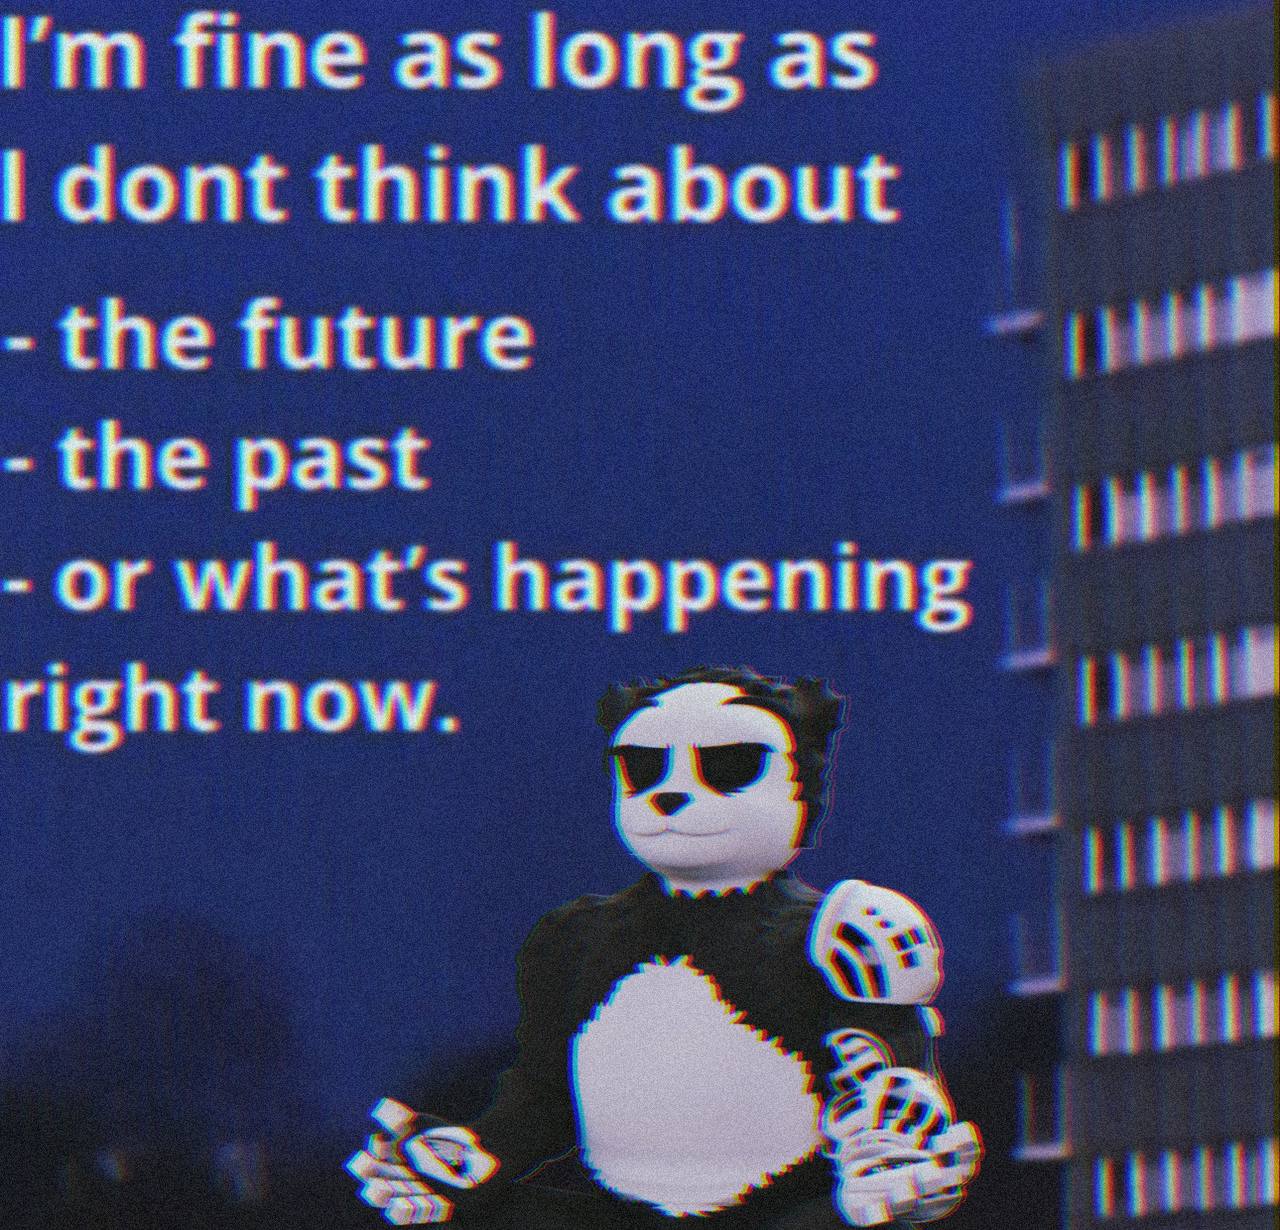 I’m fine as long as
I dont think about
- the future
- the past
- or what’s happening
right now.